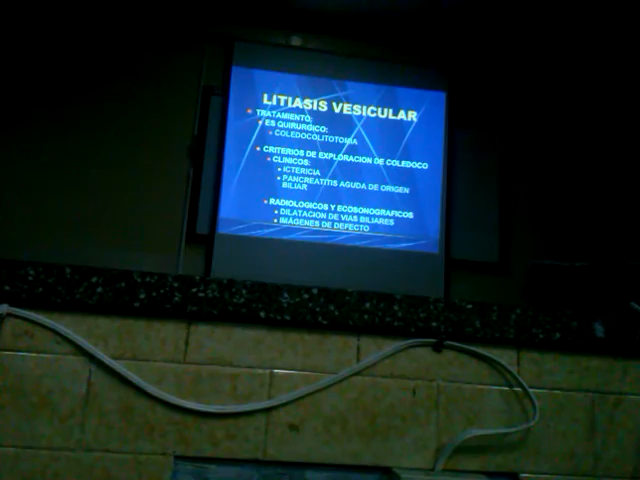 LITIASIS VESICULAR
TRATAMIENTO:
ES QUIRURGICO:
COLEDOCOLITOTOMIA
CRITERIOS DE EXPLORACION DE COLEDOCO
CLINICOS:
ICTERICIA
PANCREATITIS AGUDA DE ORIGEN
BILIAR
RADIOLOGICOS Y ECOSONOGRAFICOS
DILATACION DE VIAS BILIARES
IMÁGENES DE DEFECTO